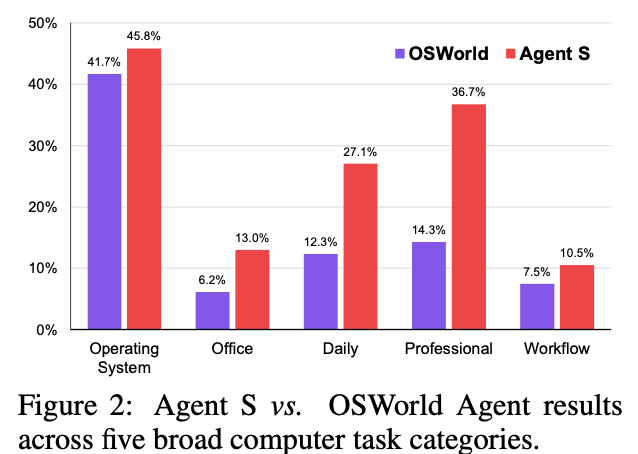 50%
OSWorld Agent S
45.8%
41.7%
40%
36.7%
30%
27.1%
20%
14.3%
13.0%
12.3%
10.5%
10%
7.5%
6.2%
0%
Operating
System
Office
Daily
Professional
Workflow
Figure 2: Agent S vs. OSWorld Agent results
across five broad computer task categories.